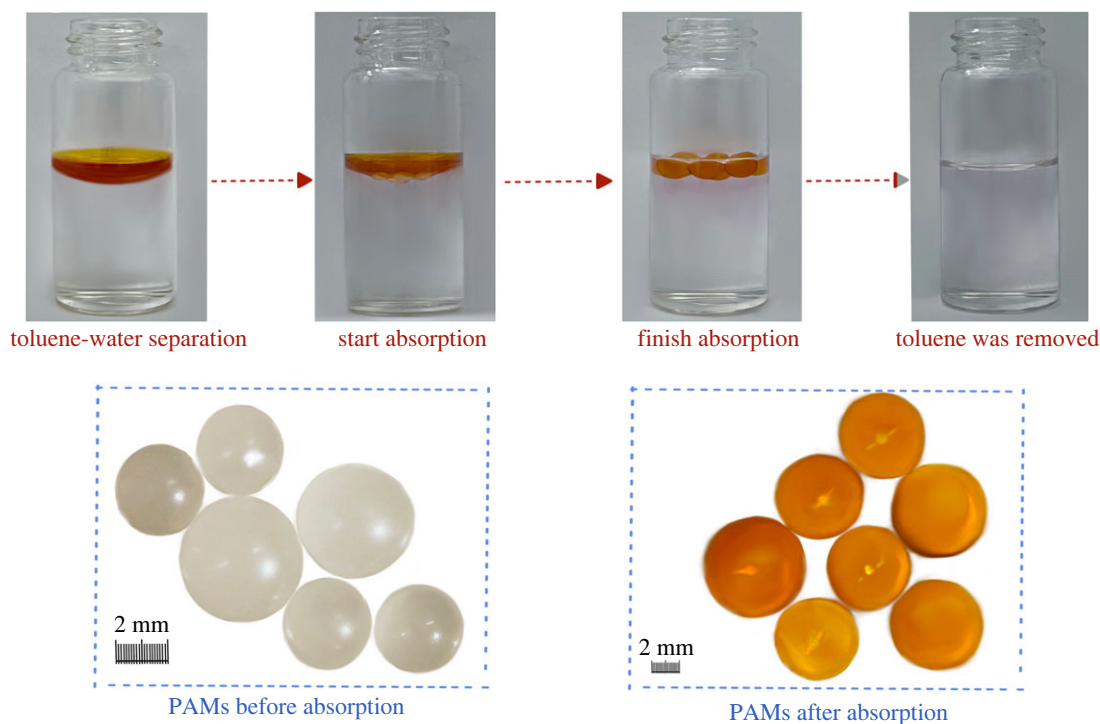 toluene-water separation
start absorption
finish absorption
toluene was removed
2 mm
2 mm
PAMs before absorption
PAMs after absorption